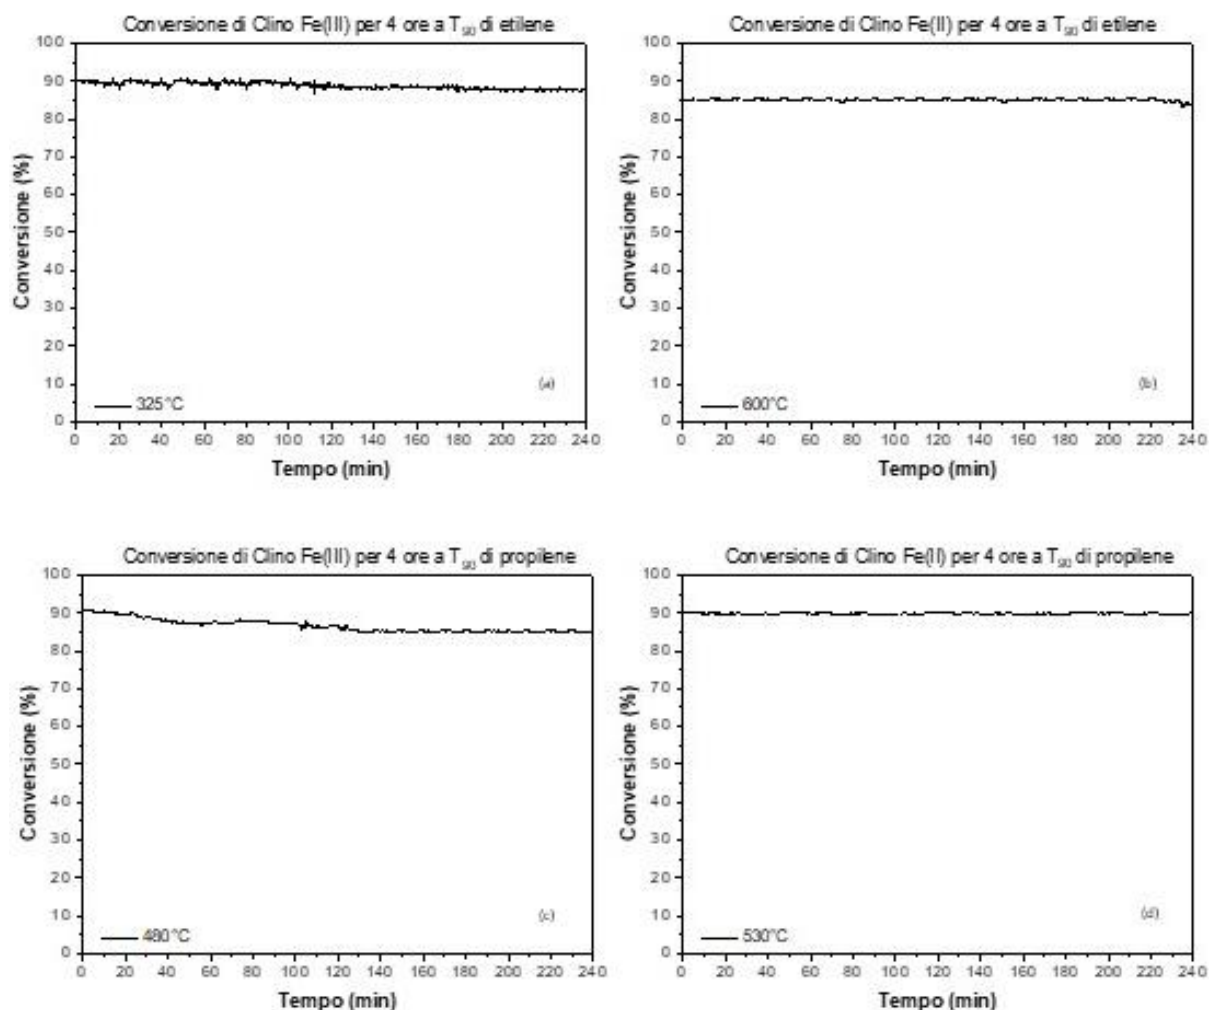 Conversione di Clino Fe(III) per 4 ore a T90 di etilene
100
90
80
70
60
50
40
30
20
10
0
Conversione (%)
(a)
325°C
0 20 40 60 80 100 120 140 160 180 200 220 240
Tempo (min)
Conversione di Clino Fe(II) per 4 ore a T90 di etilene
100
90
80
70
60
50
40
30
20
10
0
Conversione (%)
(b)
600°C
0 20 40 60 80 100 120 140 160 180 200 220 240
Tempo (min)
Conversione di Clino Fe(III) per 4 ore a T90 di propilene
100
90
80
70
60
50
40
30
20
10
0
Conversione (%)
(c)
480°C
0 20 40 60 80 100 120 140 160 180 200 220 240
Tempo (min)
Conversione di Clino Fe(II) per 4 ore a T90 di propilene
100
90
80
70
60
50
40
30
20
10
0
Conversione (%)
(d)
530°C
0 20 40 60 80 100 120 140 160 180 200 220 240
Tempo (min)